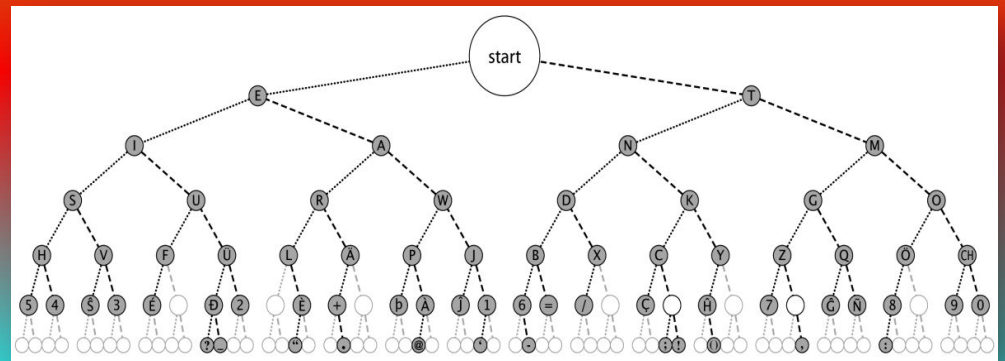 start
E T
I A N M
S U R W D K G O
H V F Ü L Ä P J B X C Y Z Q Ö CH
5 4 Ŝ 3 É Đ 2 È + þ À Ĵ 1 6 = / Ç Ĥ 7 Ĝ Ñ 8 9 0
? _ “ . @ ‘ - ; ! () , :